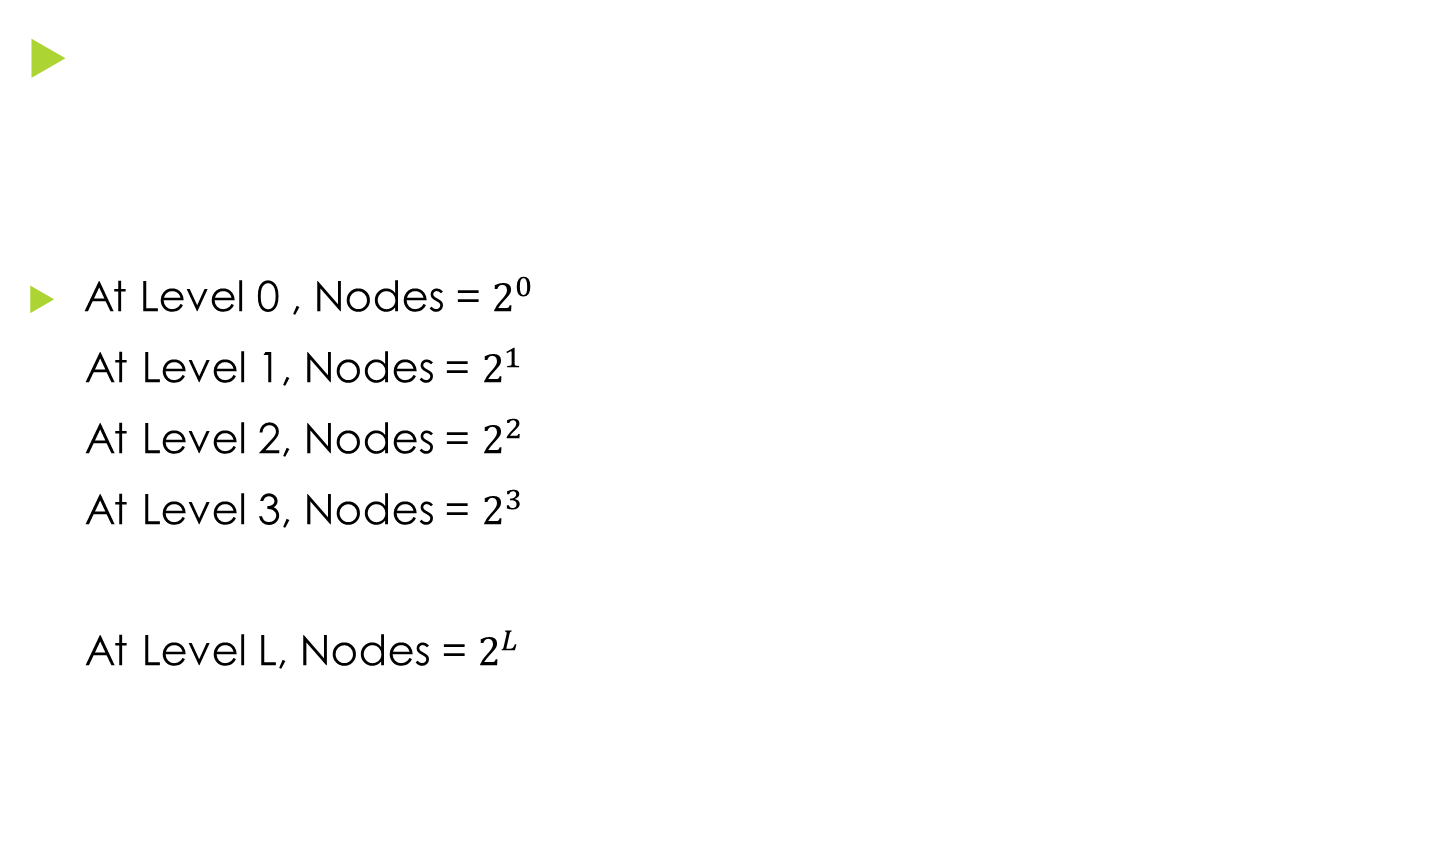 At Level 0 , Nodes = 2⁰
At Level 1, Nodes = 2¹
At Level 2, Nodes = 2²
At Level 3, Nodes = 2³
At Level L, Nodes = 2ᴸ